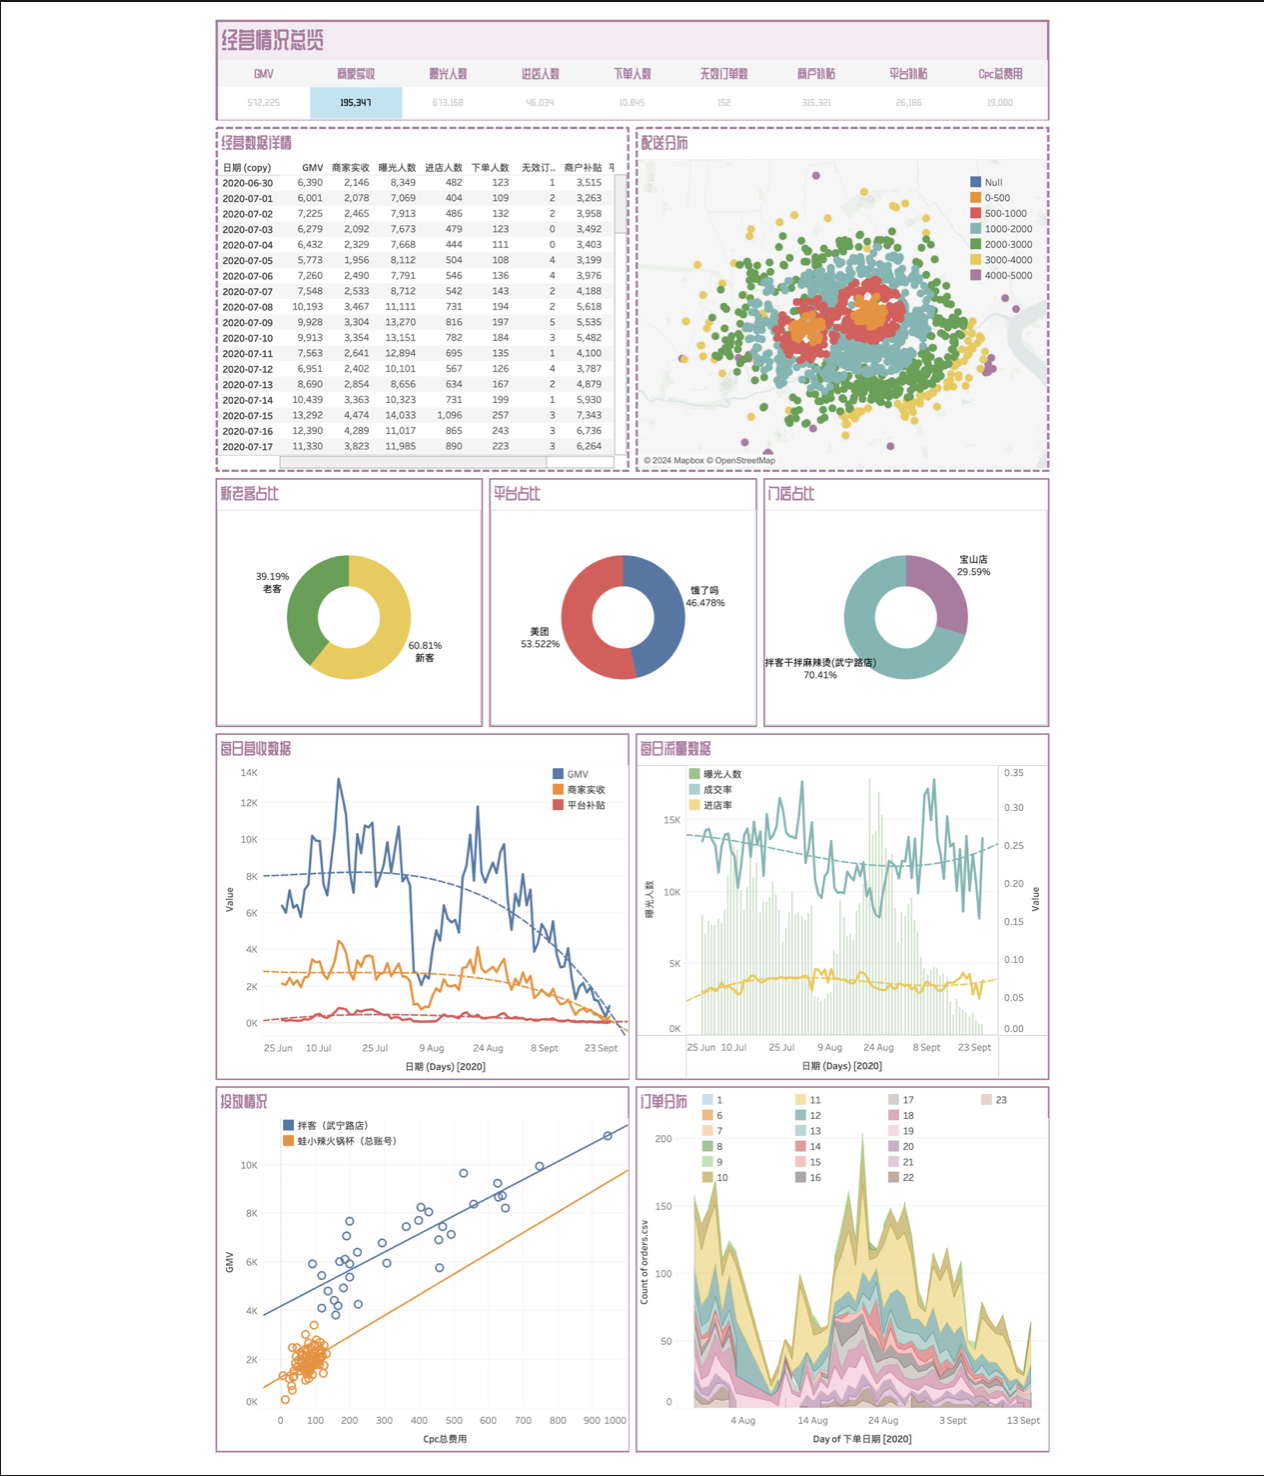 经营情况总览
GMV 商家实收 曝光人数 进店人数 下单人数 无效订单数 商户补贴 平台补贴 Cpc总费用
572,225 195,347 673,168 46,034 10,845 152 315,321 26,186 19,000
经营数据详情
日期 (copy) GMV 商家实收 曝光人数 进店人数 下单人数 无效订.. 商户补贴 平
2020-06-30 6,390 2,146 8,349 482 123 1 3,515
2020-07-01 6,001 2,078 7,069 404 109 2 3,263
2020-07-02 7,225 2,465 7,913 486 132 2 3,958
2020-07-03 6,279 2,092 7,673 479 123 0 3,492
2020-07-04 6,432 2,329 7,668 444 111 0 3,403
2020-07-05 5,773 1,956 8,112 504 108 4 3,199
2020-07-06 7,260 2,490 7,791 546 136 4 3,976
2020-07-07 7,548 2,533 8,712 542 143 2 4,188
2020-07-08 10,193 3,467 11,111 731 194 2 5,618
2020-07-09 9,928 3,304 13,270 816 197 5 5,535
2020-07-10 9,913 3,354 13,151 782 184 3 5,482
2020-07-11 7,563 2,641 12,894 695 135 1 4,100
2020-07-12 6,951 2,402 10,101 567 126 4 3,787
2020-07-13 8,690 2,854 8,656 634 167 2 4,879
2020-07-14 10,439 3,363 10,323 731 199 1 5,930
2020-07-15 13,292 4,474 14,033 1,096 257 3 7,343
2020-07-16 12,390 4,289 11,017 865 243 3 6,736
2020-07-17 11,330 3,823 11,985 890 223 3 6,264
配送分布
Null
0-500
500-1000
1000-2000
2000-3000
3000-4000
4000-5000
© 2024 Mapbox © OpenStreetMap
新老客占比
39.19%
老客
60.81%
新客
平台占比
饿了吗
46.478%
美团
53.522%
门店占比
宝山店
29.59%
拌客干拌麻辣烫(武宁路店)
70.41%
每日营收数据
GMV
商家实收
平台补贴
14K
12K
10K
8K
6K
4K
2K
0K
Value
25 Jun 10 Jul 25 Jul 9 Aug 24 Aug 8 Sept 23 Sept
日期 (Days) [2020]
每日流量数据
曝光人数
成交率
进店率
15K
10K
5K
0K
曝光人数
0.35
0.30
0.25
0.20
0.15
0.10
0.05
0.00
Value
25 Jun 10 Jul 25 Jul 9 Aug 24 Aug 8 Sept 23 Sept
日期 (Days) [2020]
投放情况
拌客（武宁路店）
蛙小辣火锅杯（总账号）
10K
8K
6K
4K
2K
0K
GMV
0 100 200 300 400 500 600 700 800 900 1000
Cpc总费用
订单分布
1 11 17 23
6 12 18
7 13 19
8 14 20
9 15 21
10 16 22
200
150
100
50
0
Count of orders.csv
4 Aug 14 Aug 24 Aug 3 Sept 13 Sept
Day of 下单日期 [2020]